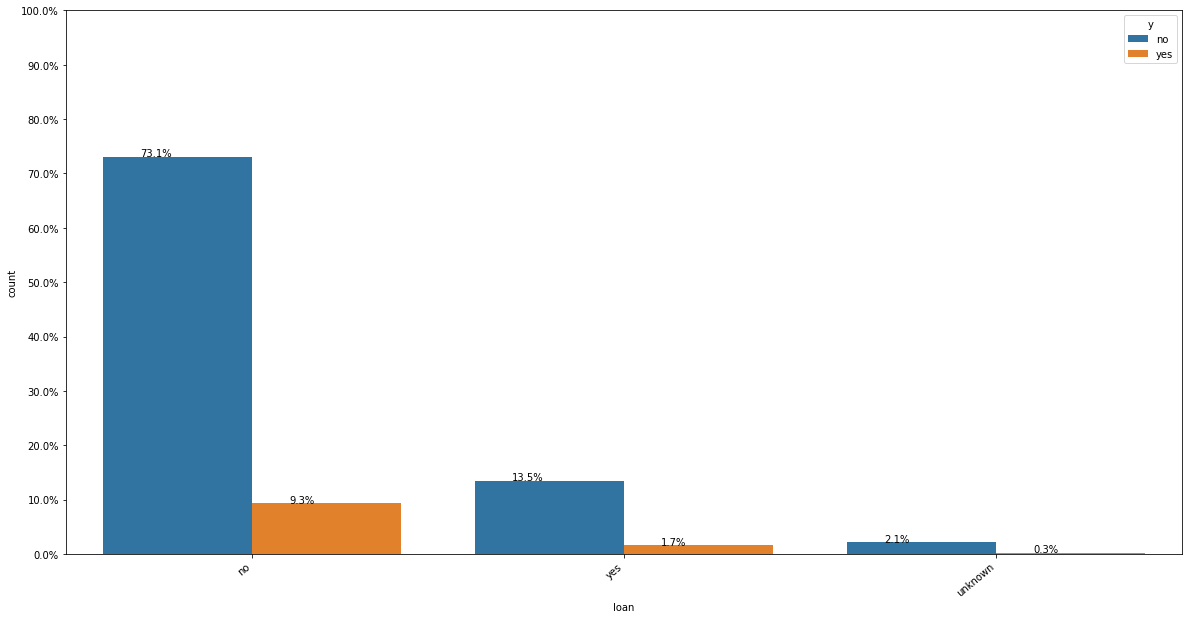 100.0%
90.0%
80.0%
70.0%
60.0%
50.0%
40.0%
30.0%
20.0%
10.0%
0.0%
count
73.1%
9.3%
13.5%
1.7%
2.1%
0.3%
no
yes
unknown
loan
y
no
yes